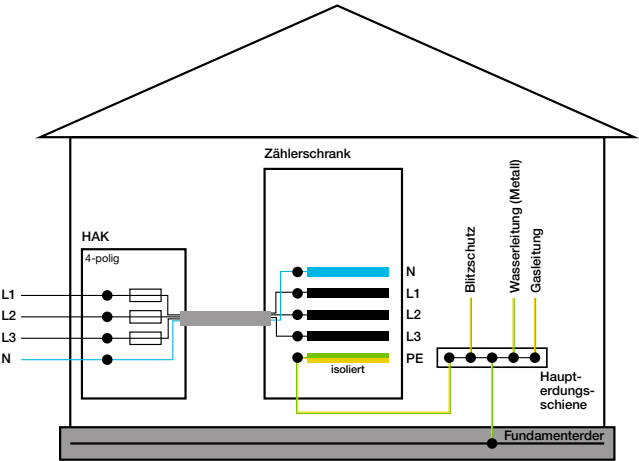 Zählerschrank
HAK
4-polig
L1
L2
L3
N
N
L1
L2
L3
PE
isoliert
Blitzschutz
Wasserleitung (Metall)
Gasleitung
Haupt-
erdungs-
schiene
Fundamenterder